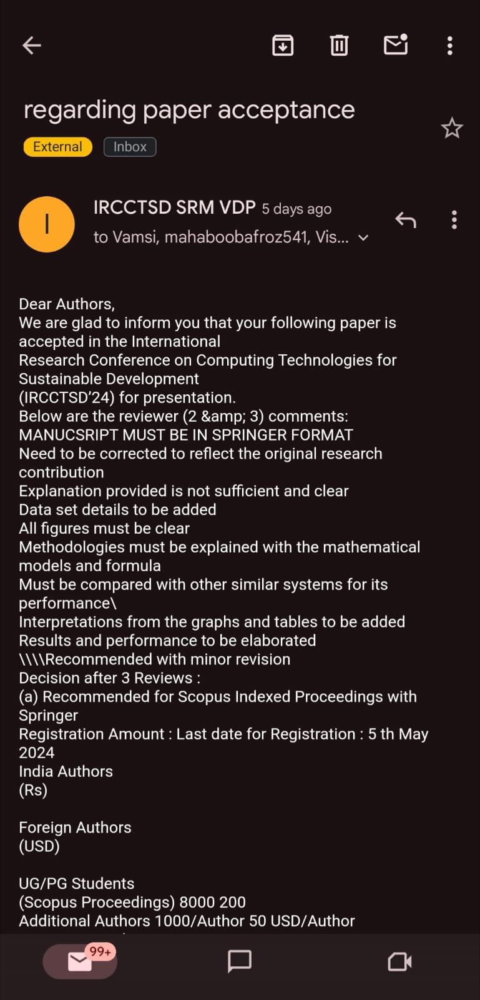 regarding paper acceptance
External Inbox
I
IRCCTSD SRM VDP 5 days ago
to Vamsi, mahaboobafroz541, Vis...
Dear Authors,
We are glad to inform you that your following paper is
accepted in the International
Research Conference on Computing Technologies for
Sustainable Development
(IRCCTSD’24) for presentation.
Below are the reviewer (2 &amp; 3) comments:
MANUCSRIPT MUST BE IN SPRINGER FORMAT
Need to be corrected to reflect the original research
contribution
Explanation provided is not sufficient and clear
Data set details to be added
All figures must be clear
Methodologies must be explained with the mathematical
models and formula
Must be compared with other similar systems for its
performance\
Interpretations from the graphs and tables to be added
Results and performance to be elaborated
\\\\Recommended with minor revision
Decision after 3 Reviews :
(a) Recommended for Scopus Indexed Proceedings with
Springer
Registration Amount : Last date for Registration : 5 th May
2024
India Authors
(Rs)
Foreign Authors
(USD)
UG/PG Students
(Scopus Proceedings) 8000 200
Additional Authors 1000/Author 50 USD/Author
99+